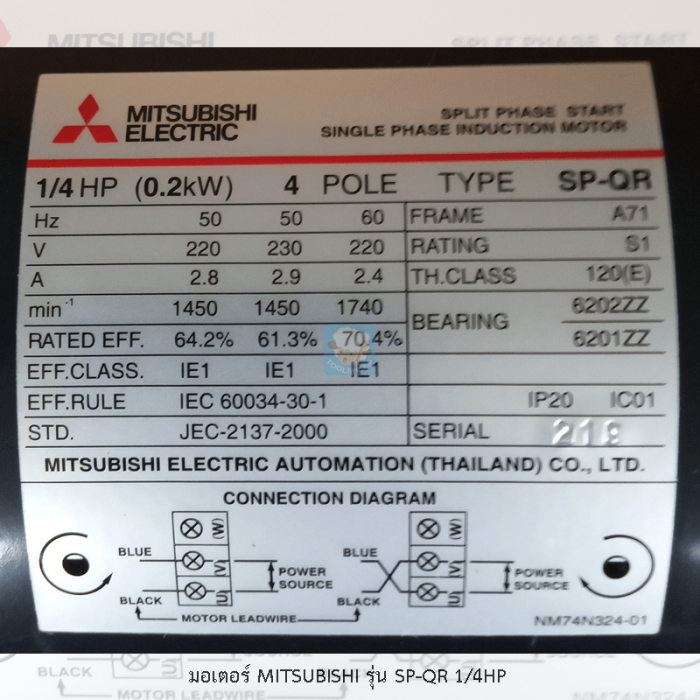 MITSUBISHI
ELECTRIC
SPLIT PHASE START
SINGLE PHASE INDUCTION MOTOR
1/4 HP (0.2kW) 4 POLE TYPE SP-QR
Hz 50 50 60 FRAME A71
V 220 230 220 RATING S1
A 2.8 2.9 2.4 TH.CLASS 120(E)
min⁻¹ 1450 1450 1740 BEARING 6202ZZ
RATED EFF. 64.2% 61.3% 70.4% 6201ZZ
EFF.CLASS. IE1 IE1 IE1
EFF.RULE IEC 60034-30-1 IP20 IC01
STD. JEC-2137-2000 SERIAL 219
MITSUBISHI ELECTRIC AUTOMATION (THAILAND) CO., LTD.
CONNECTION DIAGRAM
BLUE POWER SOURCE BLUE POWER SOURCE
BLACK BLACK
MOTOR LEADWIRE
NM74N324-01
มอเตอร์ MITSUBISHI รุ่น SP-QR 1/4HP